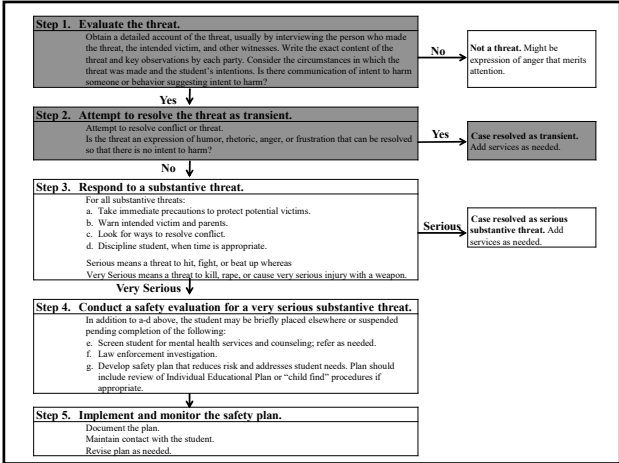 Step 1. Evaluate the threat.
Obtain a detailed account of the threat, usually by interviewing the person who made
the threat, the intended victim, and other witnesses. Write the exact content of the
threat and key observations by each party. Consider the circumstances in which the
threat was made and the student's intentions. Is there communication of intent to harm
someone or behavior suggesting intent to harm?
No
Not a threat. Might be
expression of anger that merits
attention.
Yes
Step 2. Attempt to resolve the threat as transient.
Attempt to resolve conflict or threat.
Is the threat an expression of humor, rhetoric, anger, or frustration that can be resolved
so that there is no intent to harm?
Yes
Case resolved as transient.
Add services as needed.
No
Step 3. Respond to a substantive threat.
For all substantive threats:
a. Take immediate precautions to protect potential victims.
b. Warn intended victim and parents.
c. Look for ways to resolve conflict.
d. Discipline student, when time is appropriate.
Serious means a threat to hit, fight, or beat up whereas
Very Serious means a threat to kill, rape, or cause very serious injury with a weapon.
Serious
Case resolved as serious
substantive threat. Add
services as needed.
Very Serious
Step 4. Conduct a safety evaluation for a very serious substantive threat.
In addition to a-d above, the student may be briefly placed elsewhere or suspended
pending completion of the following:
e. Screen student for mental health services and counseling; refer as needed.
f. Law enforcement investigation.
g. Develop safety plan that reduces risk and addresses student needs. Plan should
include review of Individual Educational Plan or "child find" procedures if
appropriate.
Step 5. Implement and monitor the safety plan.
Document the plan.
Maintain contact with the student.
Revise plan as needed.